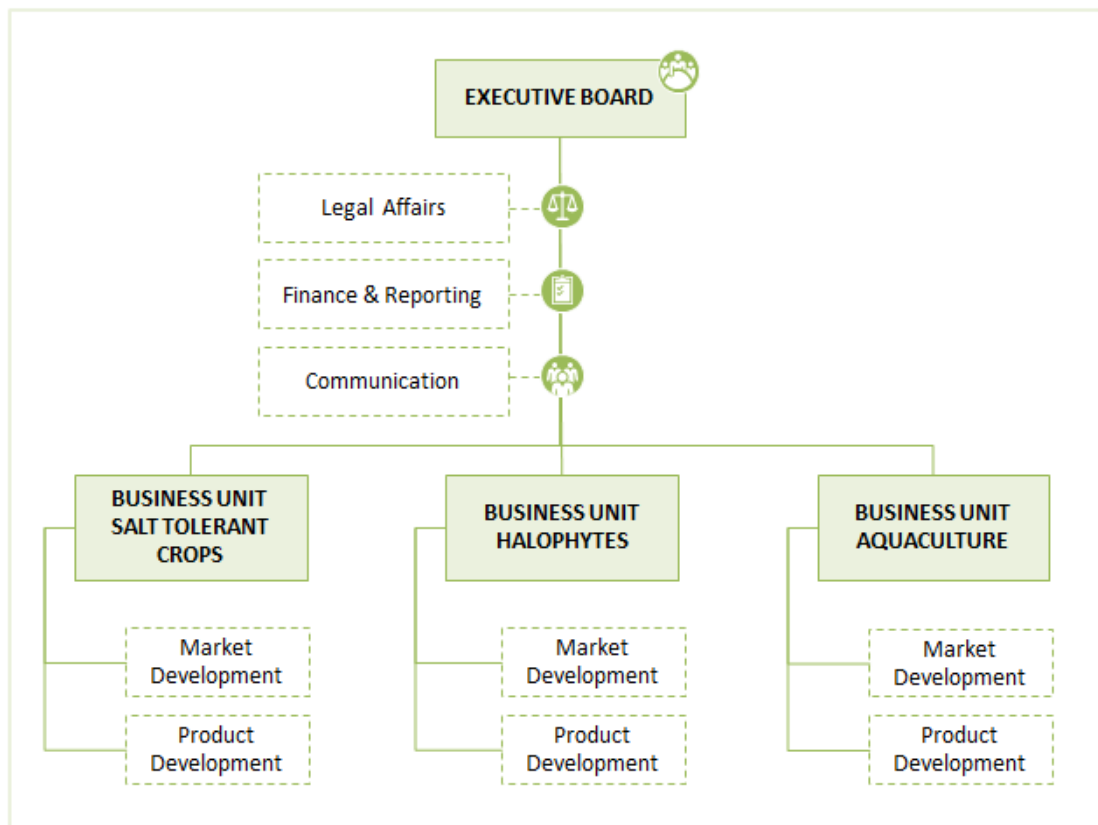 EXECUTIVE BOARD
Legal Affairs
Finance & Reporting
Communication
BUSINESS UNIT
SALT TOLERANT
CROPS
BUSINESS UNIT
HALOPHYTES
BUSINESS UNIT
AQUACULTURE
Market
Development
Product
Development
Market
Development
Product
Development
Market
Development
Product
Development